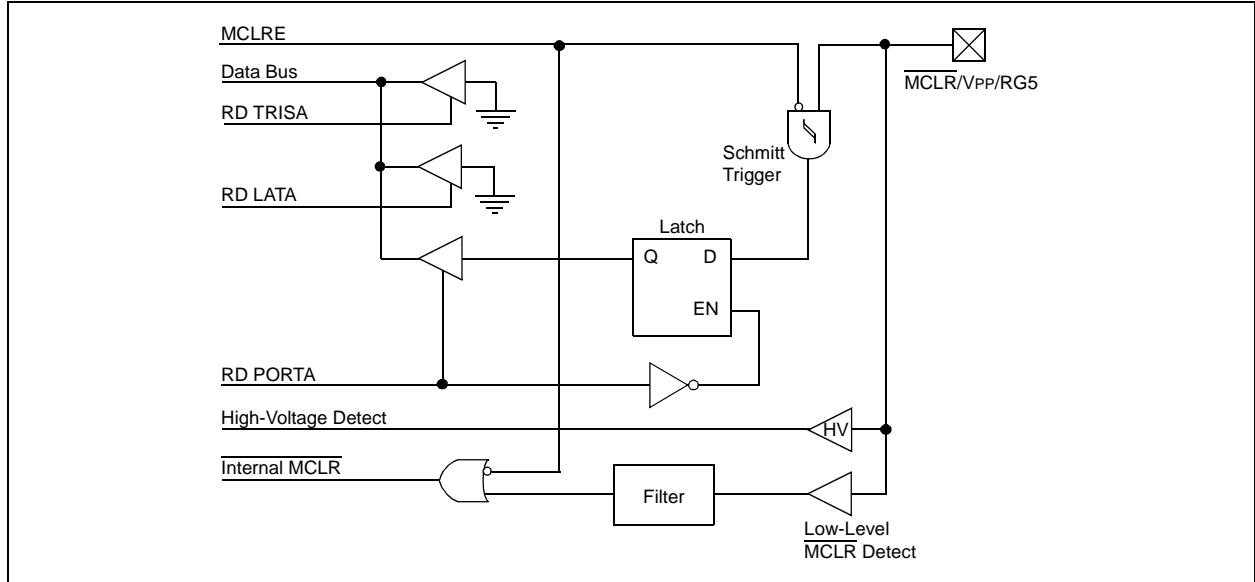 MCLRE
Data Bus
RD TRISA
MCLR/VPP/RG5
Schmitt
Trigger
RD LATA
Latch
Q D
EN
RD PORTA
High-Voltage Detect
HV
Internal MCLR
Filter
Low-Level
MCLR Detect